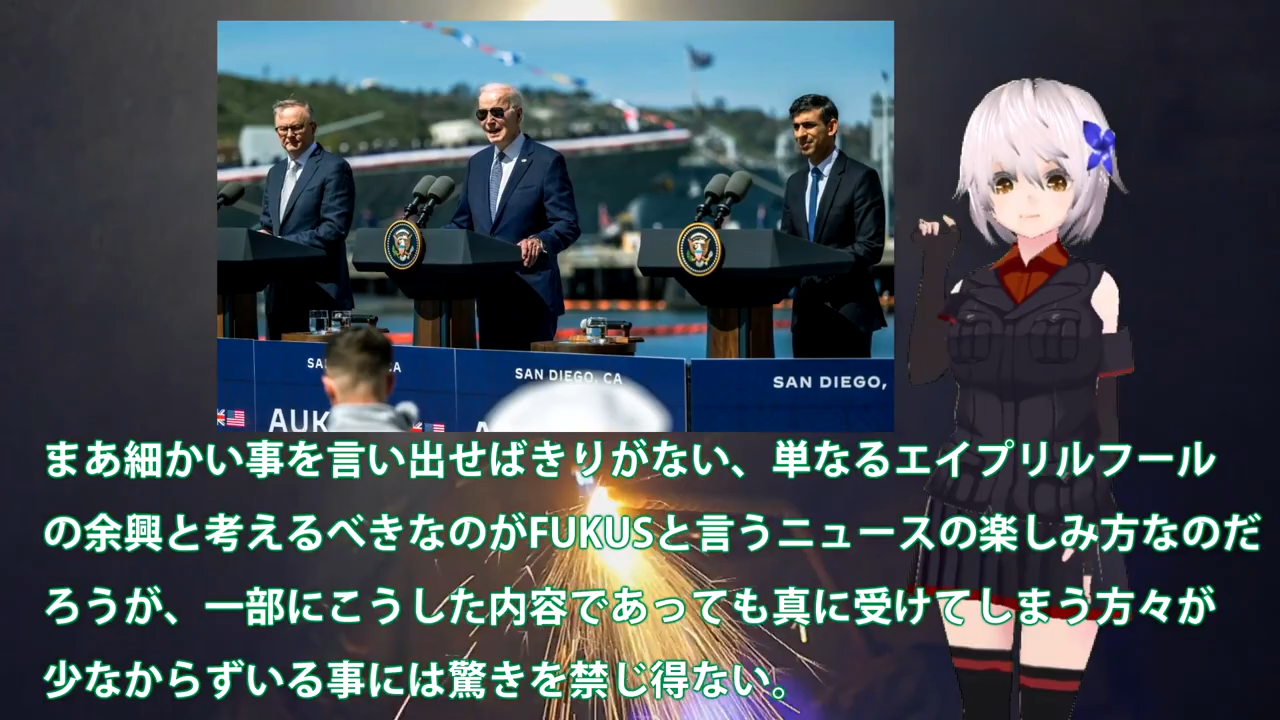 SAN DIEGO, CA
SAN DIEGO,
AUK
まあ細かい事を言い出せばきりがない、単なるエイプリルフール
の余興と考えるべきなのがFUKUSと言うニュースの楽しみ方なのだ
ろうが、一部にこうした内容であっても真に受けてしまう方々が
少なからずいる事には驚きを禁じ得ない。